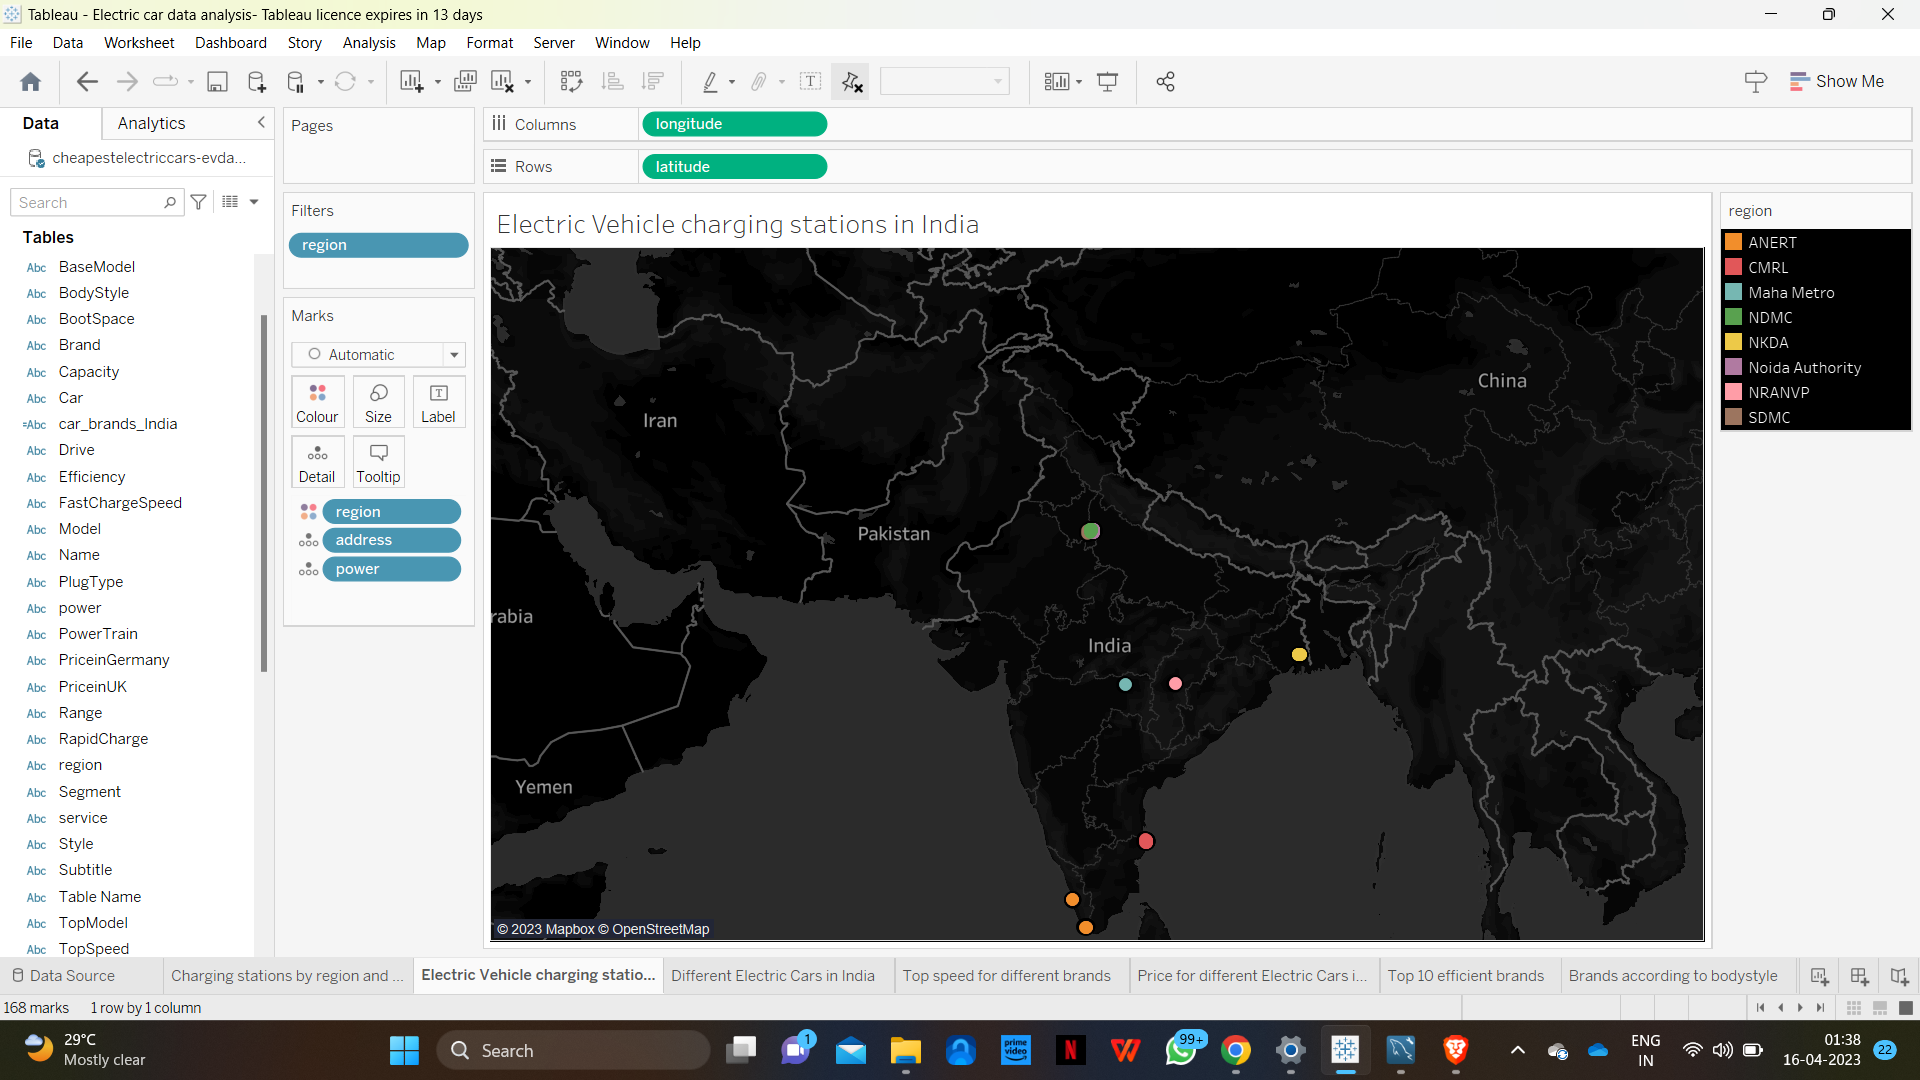 Tableau - Electric car data analysis- Tableau licence expires in 13 days
File Data Worksheet Dashboard Story Analysis Map Format Server Window Help
Show Me
Data
Analytics
cheapestelectriccars-evda...
Search
Tables
Abc BaseModel
Abc BodyStyle
Abc BootSpace
Abc Brand
Abc Capacity
Abc Car
=Abc car_brands_India
Abc Drive
Abc Efficiency
Abc FastChargeSpeed
Abc Model
Abc Name
Abc PlugType
Abc power
Abc PowerTrain
Abc PriceinGermany
Abc PriceinUK
Abc Range
Abc RapidCharge
Abc region
Abc Segment
Abc service
Abc Style
Abc Subtitle
Abc Table Name
Abc TopModel
Abc TopSpeed
Pages
Filters
region
Marks
Automatic
Colour Size Label
Detail Tooltip
region
address
power
Columns longitude
Rows latitude
Electric Vehicle charging stations in India
Iran
China
Pakistan
rabia
India
Yemen
© 2023 Mapbox © OpenStreetMap
region
ANERT
CMRL
Maha Metro
NDMC
NKDA
Noida Authority
NRANVP
SDMC
Data Source
Charging stations by region and ...
Electric Vehicle charging statio...
Different Electric Cars in India
Top speed for different brands
Price for different Electric Cars i...
Top 10 efficient brands
Brands according to bodystyle
168 marks 1 row by 1 column
29°C
Mostly clear
Search
1
prime video
N
W
99+
ENG
IN
01:38
16-04-2023
22